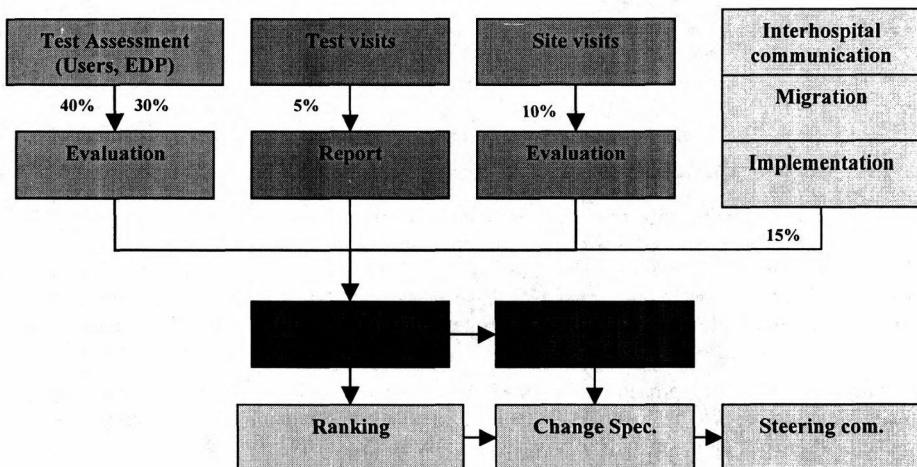 Test Assessment
(Users, EDP)
Test visits
Site visits
Interhospital
communication
40%
30%
5%
10%
Migration
Evaluation
Report
Evaluation
Implementation
15%
Ranking
Change Spec.
Steering com.